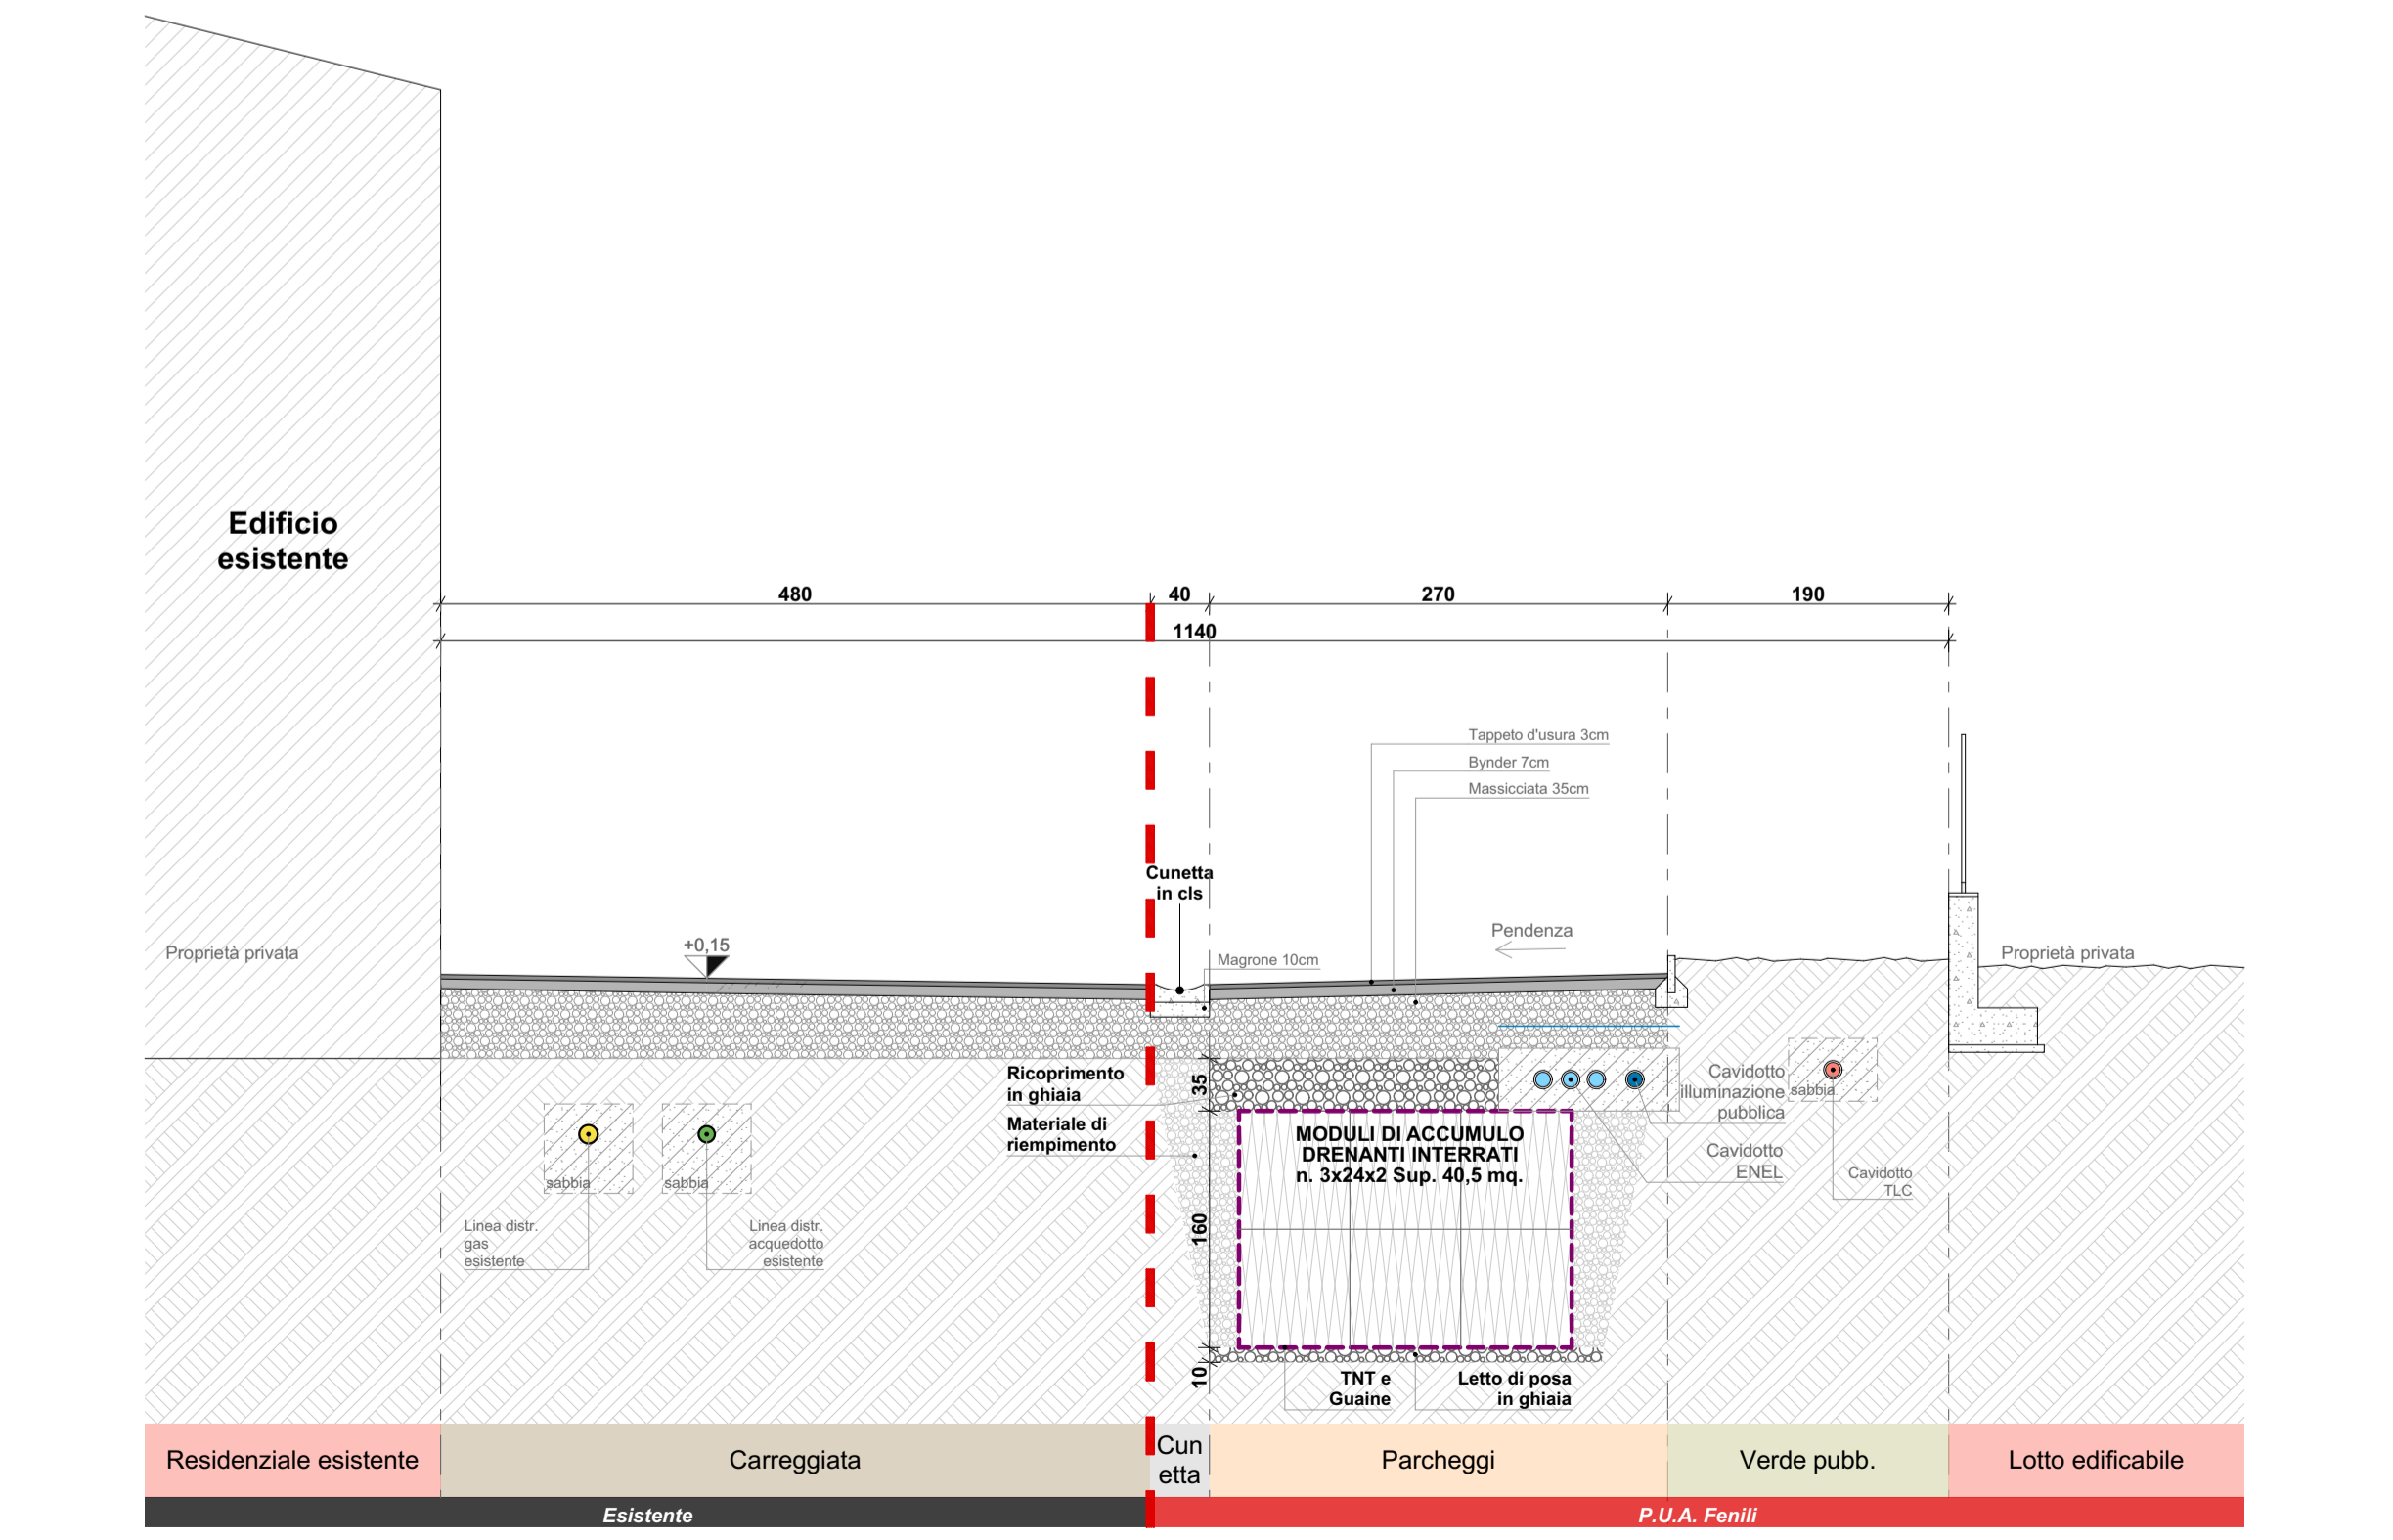 Edificio
esistente
480
40
270
190
1140
Tappeto d'usura 3cm
Bynder 7cm
Massicciata 35cm
Cunetta
in cls
Pendenza
Proprietà privata
+0,15
Magrone 10cm
Proprietà privata
Ricoprimento
in ghiaia
35
Cavidotto
illuminazione
pubblica
sabbia
Materiale di
riempimento
MODULI DI ACCUMULO
DRENANTI INTERRATI
n. 3x24x2 Sup. 40,5 mq.
Cavidotto
ENEL
Cavidotto
TLC
sabbia
sabbia
Linea distr.
gas
esistente
Linea distr.
acquedotto
esistente
160
10
TNT e
Guaine
Letto di posa
in ghiaia
Residenziale esistente
Carreggiata
Cun
etta
Parcheggi
Verde pubb.
Lotto edificabile
Esistente
P.U.A. Fenili